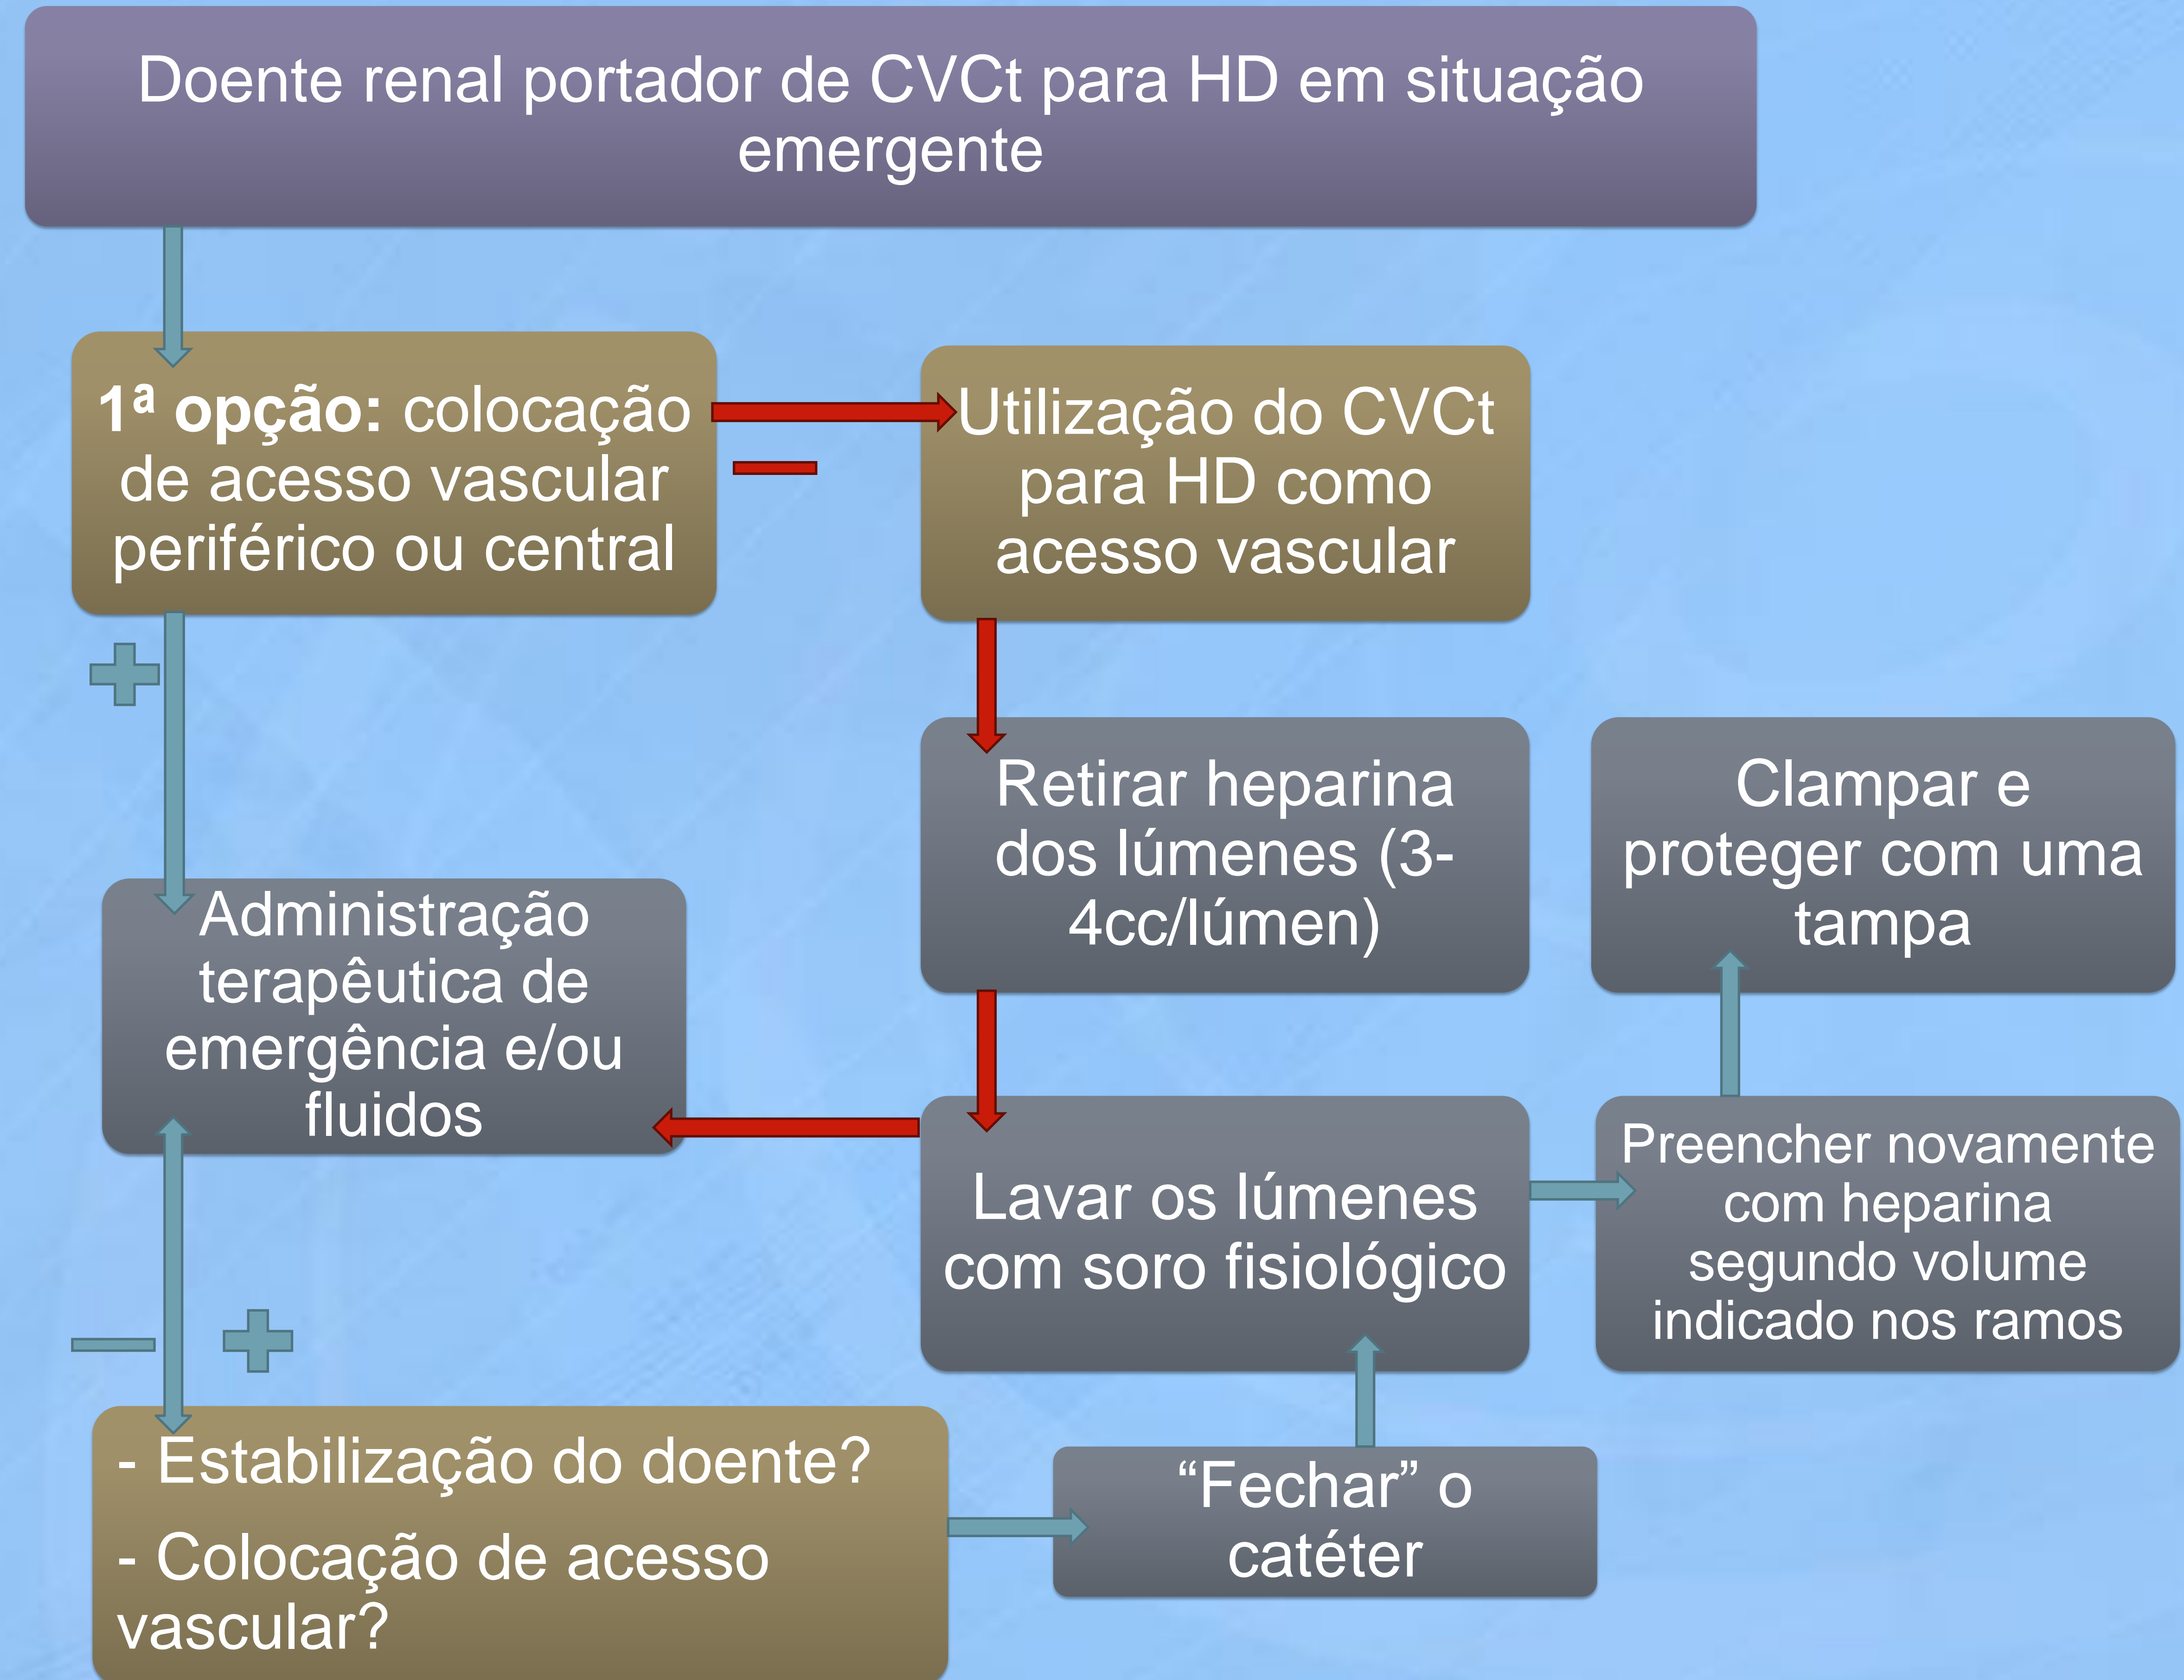 Doente renal portador de CVCt para HD em situação
emergente
1ª opção: colocação
de acesso vascular
periférico ou central
Utilização do CVCt
para HD como
acesso vascular
Retirar heparina
dos lúmenes (3-
4cc/lúmen)
Clampar e
proteger com uma
tampa
Administração
terapêutica de
emergência e/ou
fluidos
Lavar os lúmenes
com soro fisiológico
Preencher novamente
com heparina
segundo volume
indicado nos ramos
- Estabilização do doente?
- Colocação de acesso
vascular?
“Fechar” o
catéter